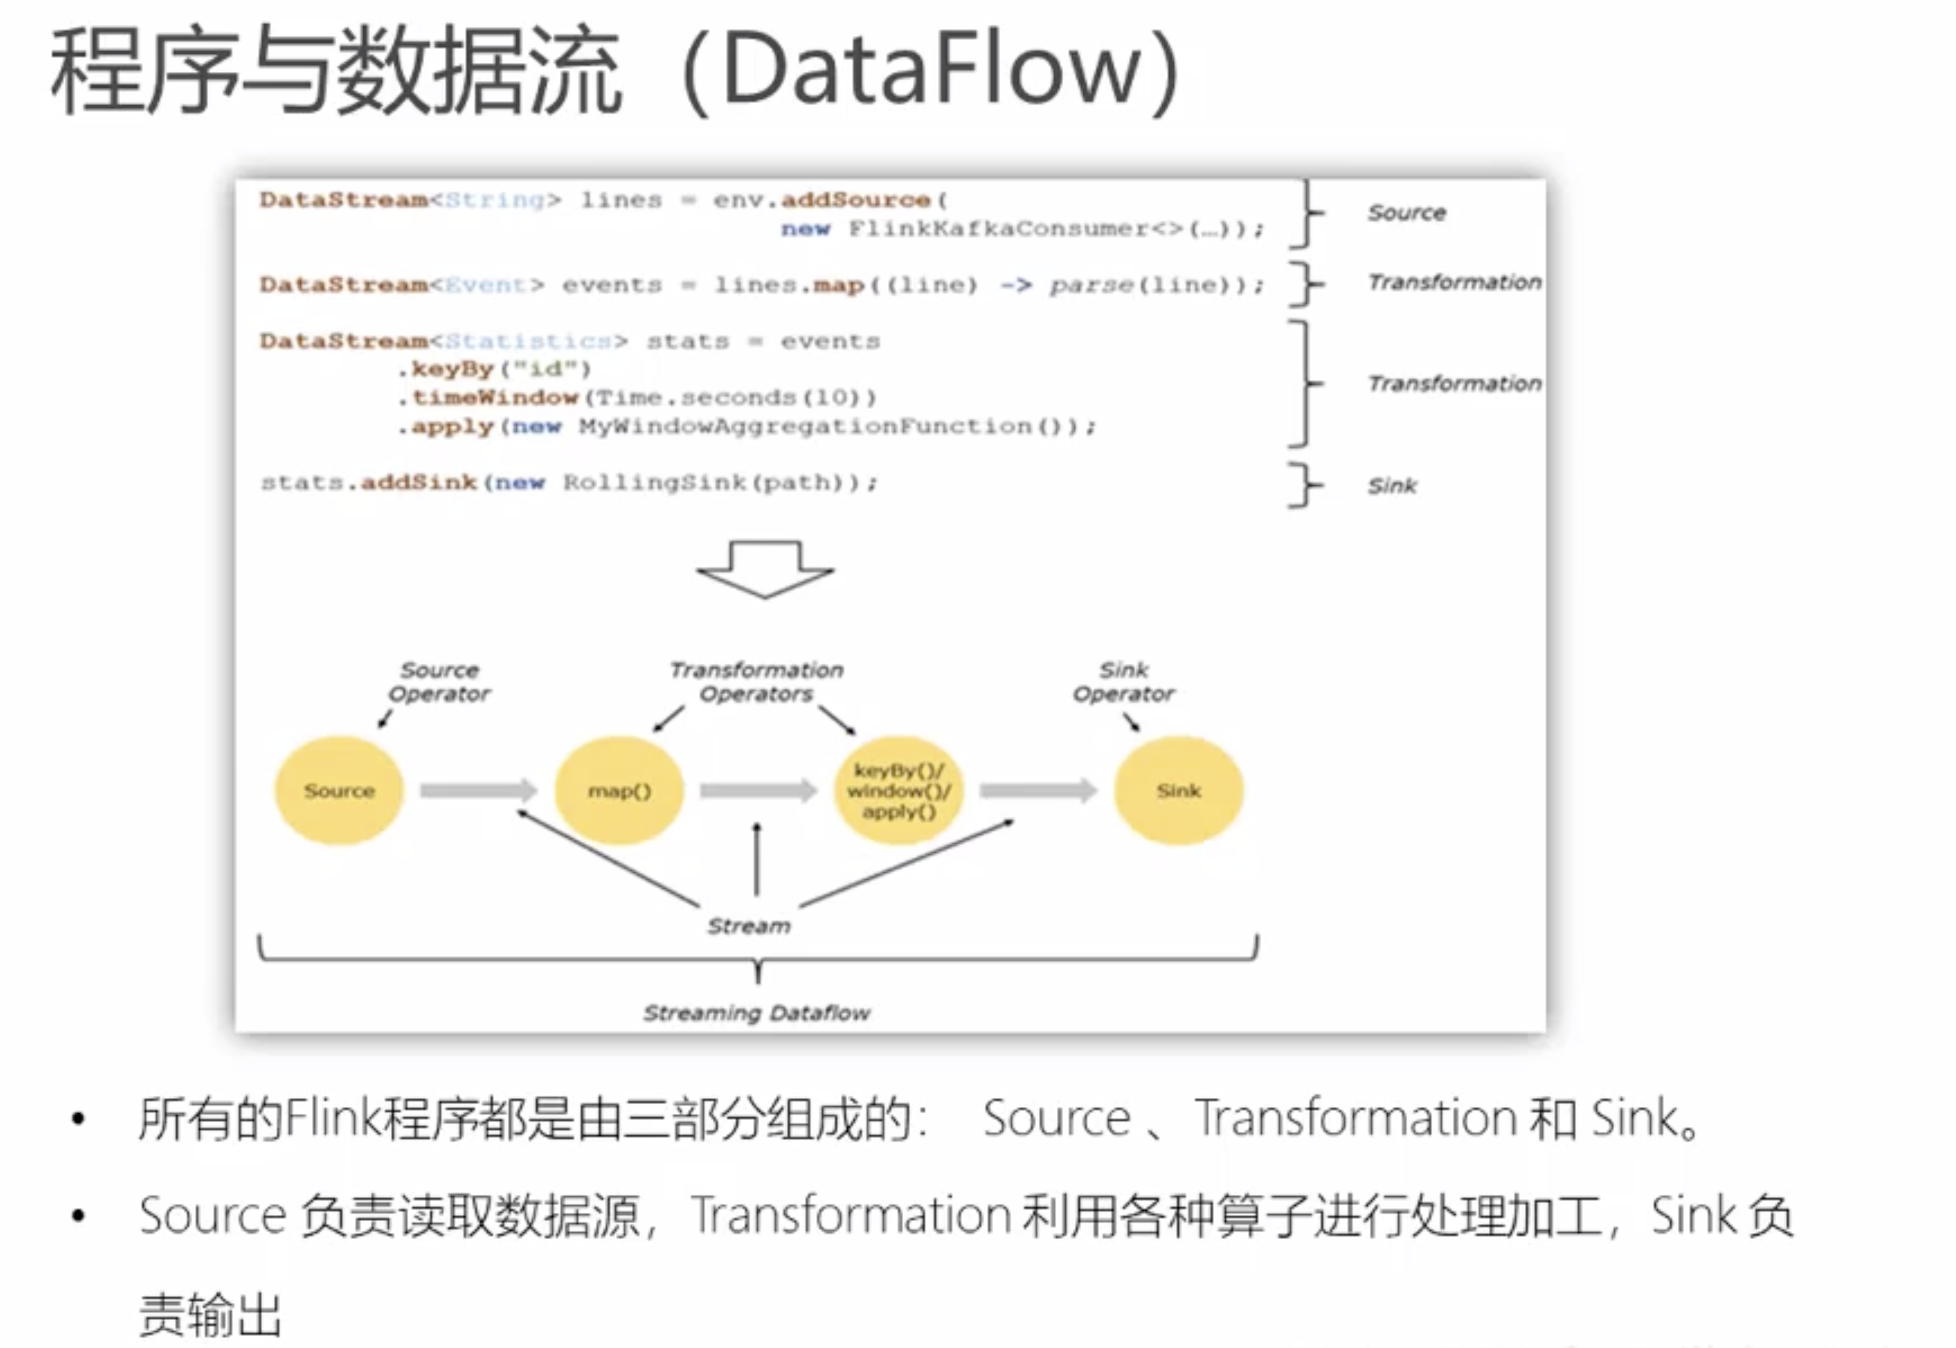 程序与数据流（DataFlow）
DataStream<String> lines = env.addSource(
new FlinkKafkaConsumer<>(…));
Source
DataStream<Event> events = lines.map((line) -> parse(line));
Transformation
DataStream<Statistics> stats = events
.keyBy("id")
.timeWindow(Time.seconds(10))
.apply(new MyWindowAggregationFunction());
Transformation
stats.addSink(new RollingSink(path));
Sink
Source
Operator
Transformation
Operators
Sink
Operator
Source
map()
keyBy()/
window()/
apply()
Sink
Stream
Streaming Dataflow
• 所有的Flink程序都是由三部分组成的： Source 、Transformation 和 Sink。
• Source 负责读取数据源，Transformation 利用各种算子进行处理加工，Sink 负
责输出